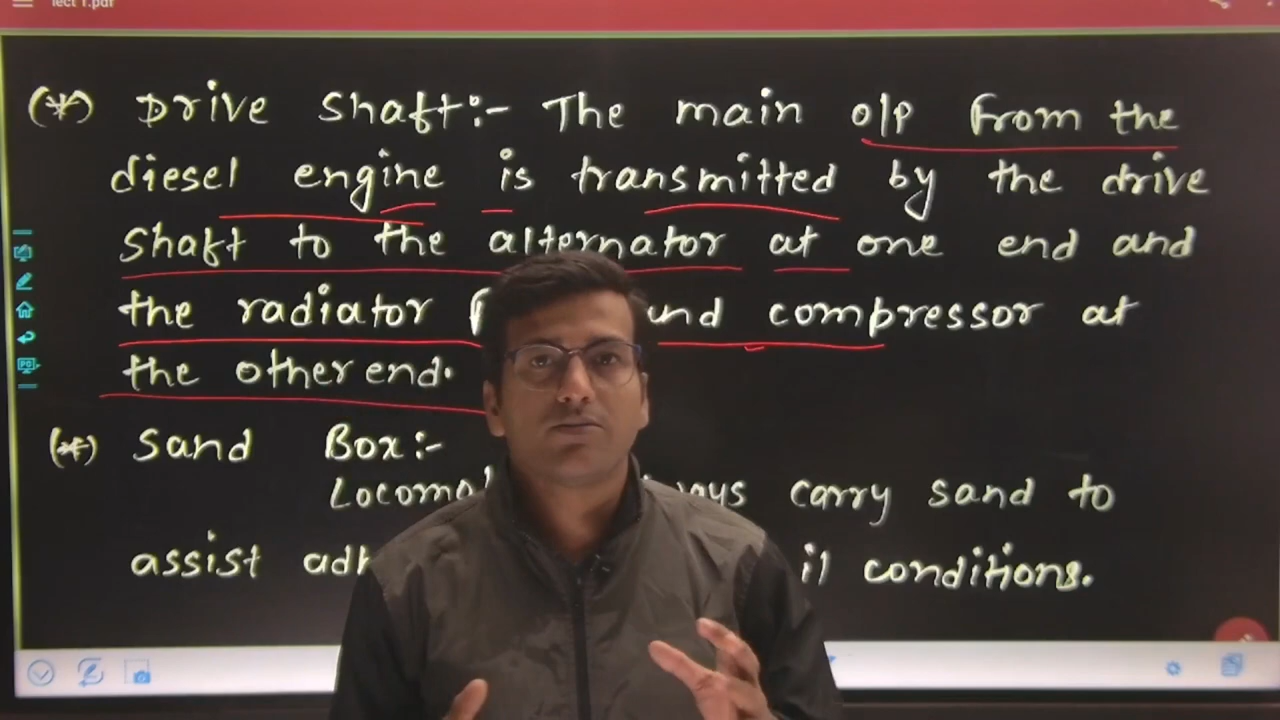 lect 1.pdf
(*) Drive Shaft:- The main o/p from the
diesel engine is transmitted by the drive
shaft to the alternator at one end and
the radiator and compressor at
the other end.
(*) Sand Box:-
carry sand to
assist conditions.